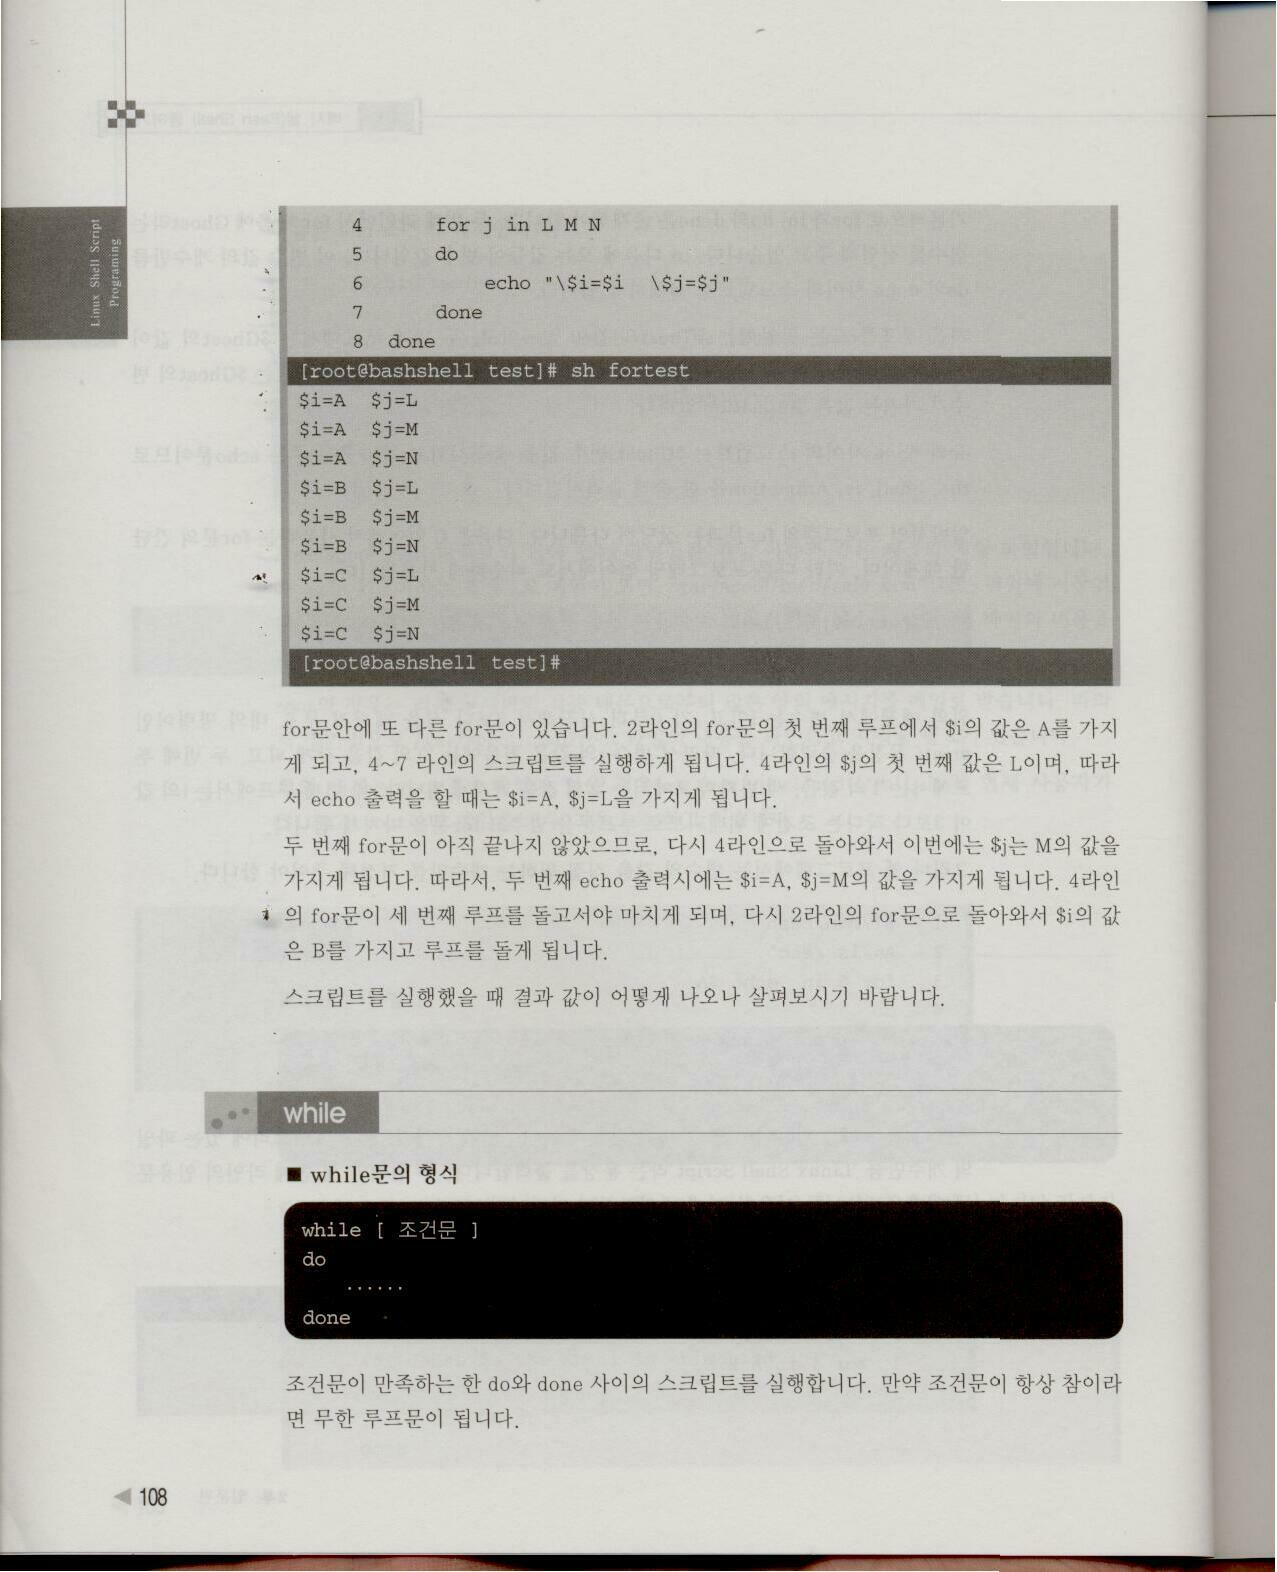 Linux Shell Script
Programing
4 for j in L M N
5 do
6 echo "\$i=$i \$j=$j"
7 done
8 done
[root@bashshell test]# sh fortest
$i=A $j=L
$i=A $j=M
$i=A $j=N
$i=B $j=L
$i=B $j=M
$i=B $j=N
$i=C $j=L
$i=C $j=M
$i=C $j=N
[root@bashshell test]#
for문안에 또 다른 for문이 있습니다. 2라인의 for문의 첫 번째 루프에서 $i의 값은 A를 가지
게 되고, 4~7 라인의 스크립트를 실행하게 됩니다. 4라인의 $j의 첫 번째 값은 L이며, 따라
서 echo 출력을 할 때는 $i=A, $j=L을 가지게 됩니다.
두 번째 for문이 아직 끝나지 않았으므로, 다시 4라인으로 돌아와서 이번에는 $j는 M의 값을
가지게 됩니다. 따라서, 두 번째 echo 출력시에는 $i=A, $j=M의 값을 가지게 됩니다. 4라인
의 for문이 세 번째 루프를 돌고서야 마치게 되며, 다시 2라인의 for문으로 돌아와서 $i의 값
은 B를 가지고 루프를 돌게 됩니다.
스크립트를 실행했을 때 결과 값이 어떻게 나오나 살펴보시기 바랍니다.
while
■ while문의 형식
while [ 조건문 ]
do
......
done
조건문이 만족하는 한 do와 done 사이의 스크립트를 실행합니다. 만약 조건문이 항상 참이라
면 무한 루프문이 됩니다.
◀ 108